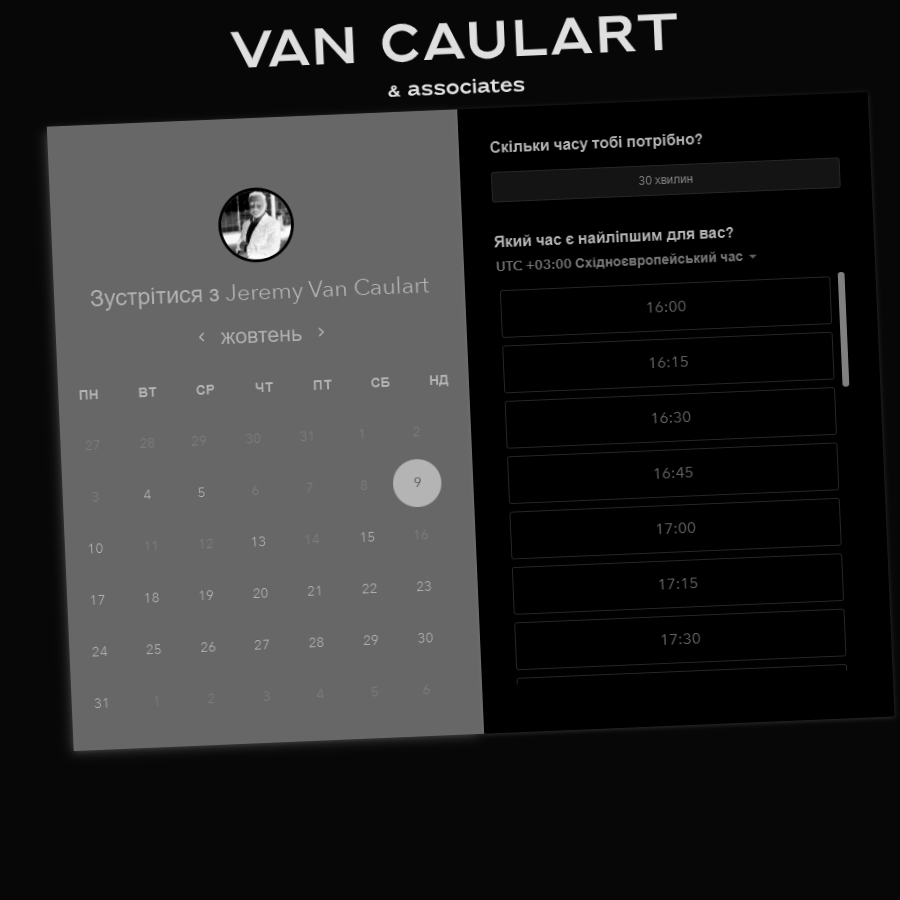 VAN CAULART
& associates
Зустрітися з Jeremy Van Caulart
‹ жовтень ›
ПН ВТ СР ЧТ ПТ СБ НД
27 28 29 30 31 1 2
3 4 5 6 7 8 9
10 11 12 13 14 15 16
17 18 19 20 21 22 23
24 25 26 27 28 29 30
31 1 2 3 4 5 6
Скільки часу тобі потрібно?
30 хвилин
Який час є найліпшим для вас?
UTC +03:00 Східноєвропейський час
16:00
16:15
16:30
16:45
17:00
17:15
17:30